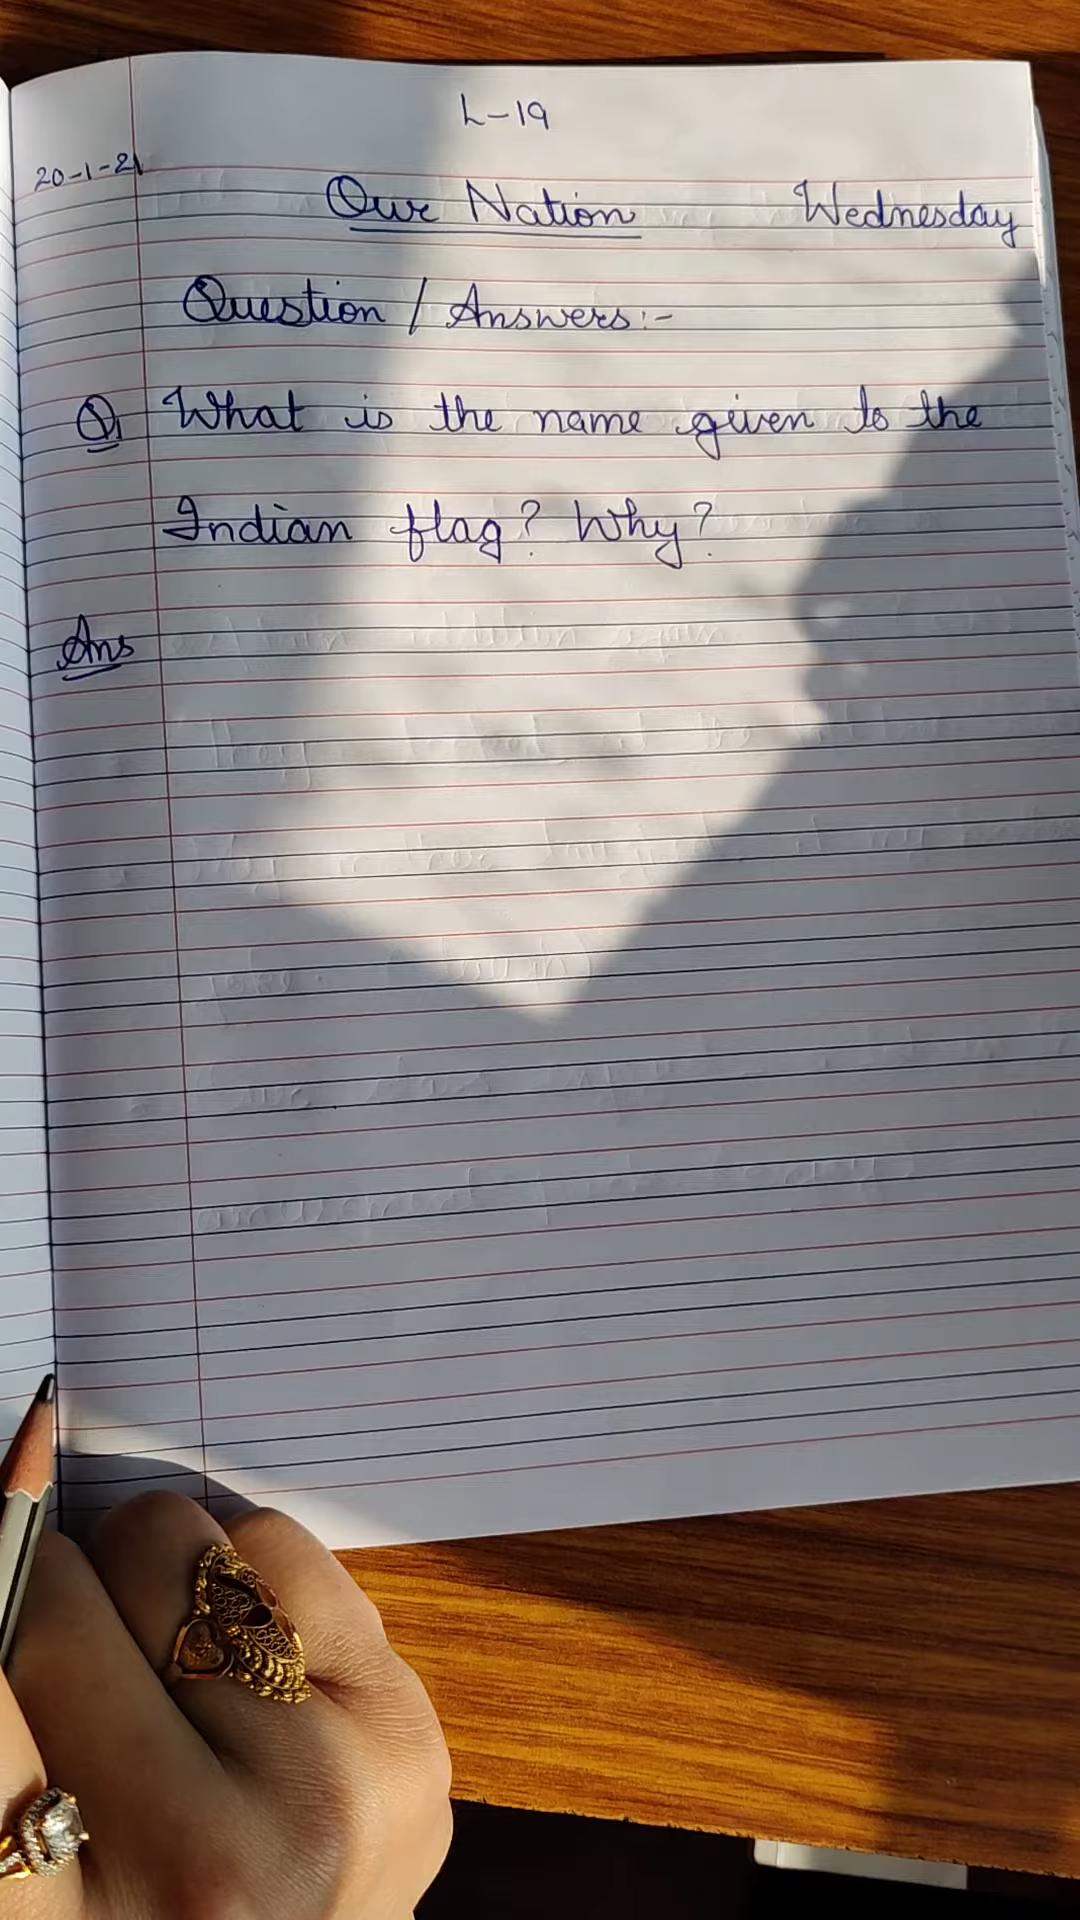 L-19
20-1-21
Our Nation Wednesday
Question / Answers:-
Q1 What is the name given to the
Indian flag? Why?
Ans